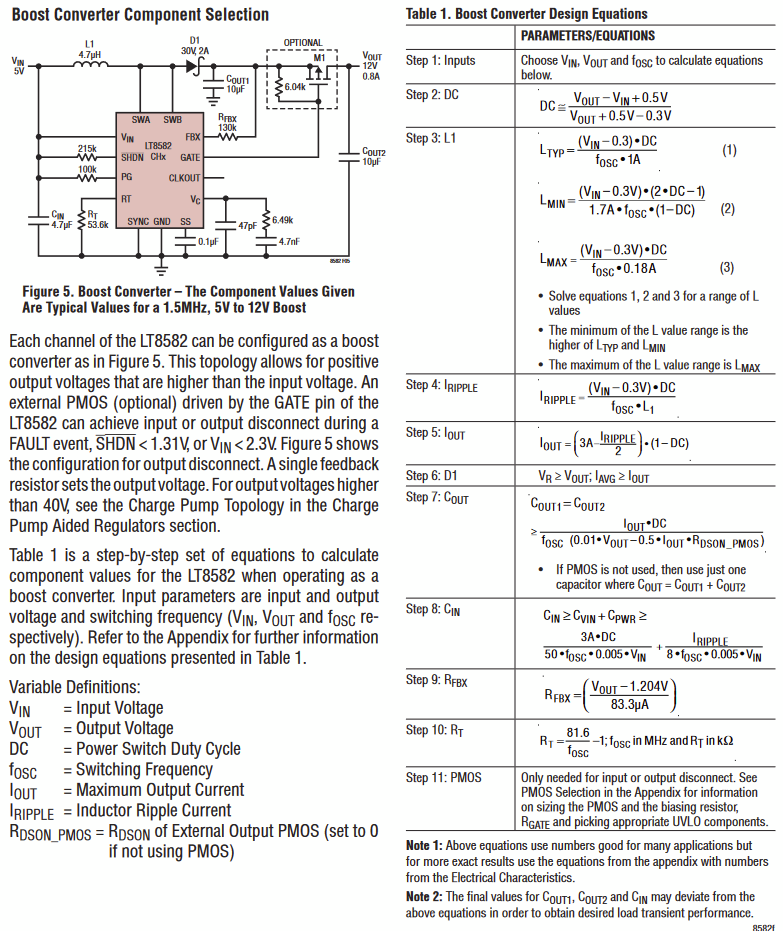 Boost Converter Component Selection
VIN
5V
L1
4.7µH
D1
30V, 2A
OPTIONAL
M1
VOUT
12V
0.8A
COUT1
10µF
6.04k
RFBX
130k
SWA SWB
VIN
FBX
LT8582
CHx
215k
SHDN
GATE
100k
PG
CLKOUT
COUT2
10µF
RT
VC
CIN
4.7µF
RT
53.6k
SYNC GND SS
0.1µF
47pF
6.49k
4.7nF
8582 F05
Figure 5. Boost Converter – The Component Values Given
Are Typical Values for a 1.5MHz, 5V to 12V Boost
Each channel of the LT8582 can be configured as a boost
converter as in Figure 5. This topology allows for positive
output voltages that are higher than the input voltage. An
external PMOS (optional) driven by the GATE pin of the
LT8582 can achieve input or output disconnect during a
FAULT event, SHDN < 1.31V, or VIN < 2.3V. Figure 5 shows
the configuration for output disconnect. A single feedback
resistor sets the output voltage. For output voltages higher
than 40V, see the Charge Pump Topology in the Charge
Pump Aided Regulators section.
Table 1 is a step-by-step set of equations to calculate
component values for the LT8582 when operating as a
boost converter. Input parameters are input and output
voltage and switching frequency (VIN, VOUT and fOSC re-
spectively). Refer to the Appendix for further information
on the design equations presented in Table 1.
Variable Definitions:
VIN = Input Voltage
VOUT = Output Voltage
DC = Power Switch Duty Cycle
fOSC = Switching Frequency
IOUT = Maximum Output Current
IRIPPLE = Inductor Ripple Current
RDSON_PMOS = RDSON of External Output PMOS (set to 0
if not using PMOS)
Table 1. Boost Converter Design Equations
PARAMETERS/EQUATIONS
Step 1: Inputs
Choose VIN, VOUT and fOSC to calculate equations
below.
Step 2: DC
DC ≅ (VOUT – VIN + 0.5V) / (VOUT + 0.5V – 0.3V)
Step 3: L1
LTYP = (VIN – 0.3) • DC / (fOSC • 1A) (1)
LMIN = (VIN – 0.3V) • (2 • DC – 1) / (1.7A • fOSC • (1 – DC)) (2)
LMAX = (VIN – 0.3V) • DC / (fOSC • 0.18A) (3)
• Solve equations 1, 2 and 3 for a range of L
values
• The minimum of the L value range is the
higher of LTYP and LMIN
• The maximum of the L value range is LMAX
Step 4: IRIPPLE
IRIPPLE = (VIN – 0.3V) • DC / (fOSC • L1)
Step 5: IOUT
IOUT = (3A – IRIPPLE / 2) • (1 – DC)
Step 6: D1
VR ≥ VOUT; IAVG ≥ IOUT
Step 7: COUT
COUT1 = COUT2
≥ IOUT • DC / (fOSC (0.01 • VOUT – 0.5 • IOUT • RDSON_PMOS)
• If PMOS is not used, then use just one
capacitor where COUT = COUT1 + COUT2
Step 8: CIN
CIN ≥ CVIN + CPWR ≥
3A • DC / (50 • fOSC • 0.005 • VIN) + IRIPPLE / (8 • fOSC • 0.005 • VIN)
Step 9: RFBX
RFBX = ((VOUT – 1.204V) / 83.3µA)
Step 10: RT
RT = 81.6 / fOSC – 1; fOSC in MHz and RT in kΩ
Step 11: PMOS
Only needed for input or output disconnect. See
PMOS Selection in the Appendix for information
on sizing the PMOS and the biasing resistor,
RGATE and picking appropriate UVLO components.
Note 1: Above equations use numbers good for many applications but
for more exact results use the equations from the appendix with numbers
from the Electrical Characteristics.
Note 2: The final values for COUT1, COUT2 and CIN may deviate from the
above equations in order to obtain desired load transient performance.
8582f